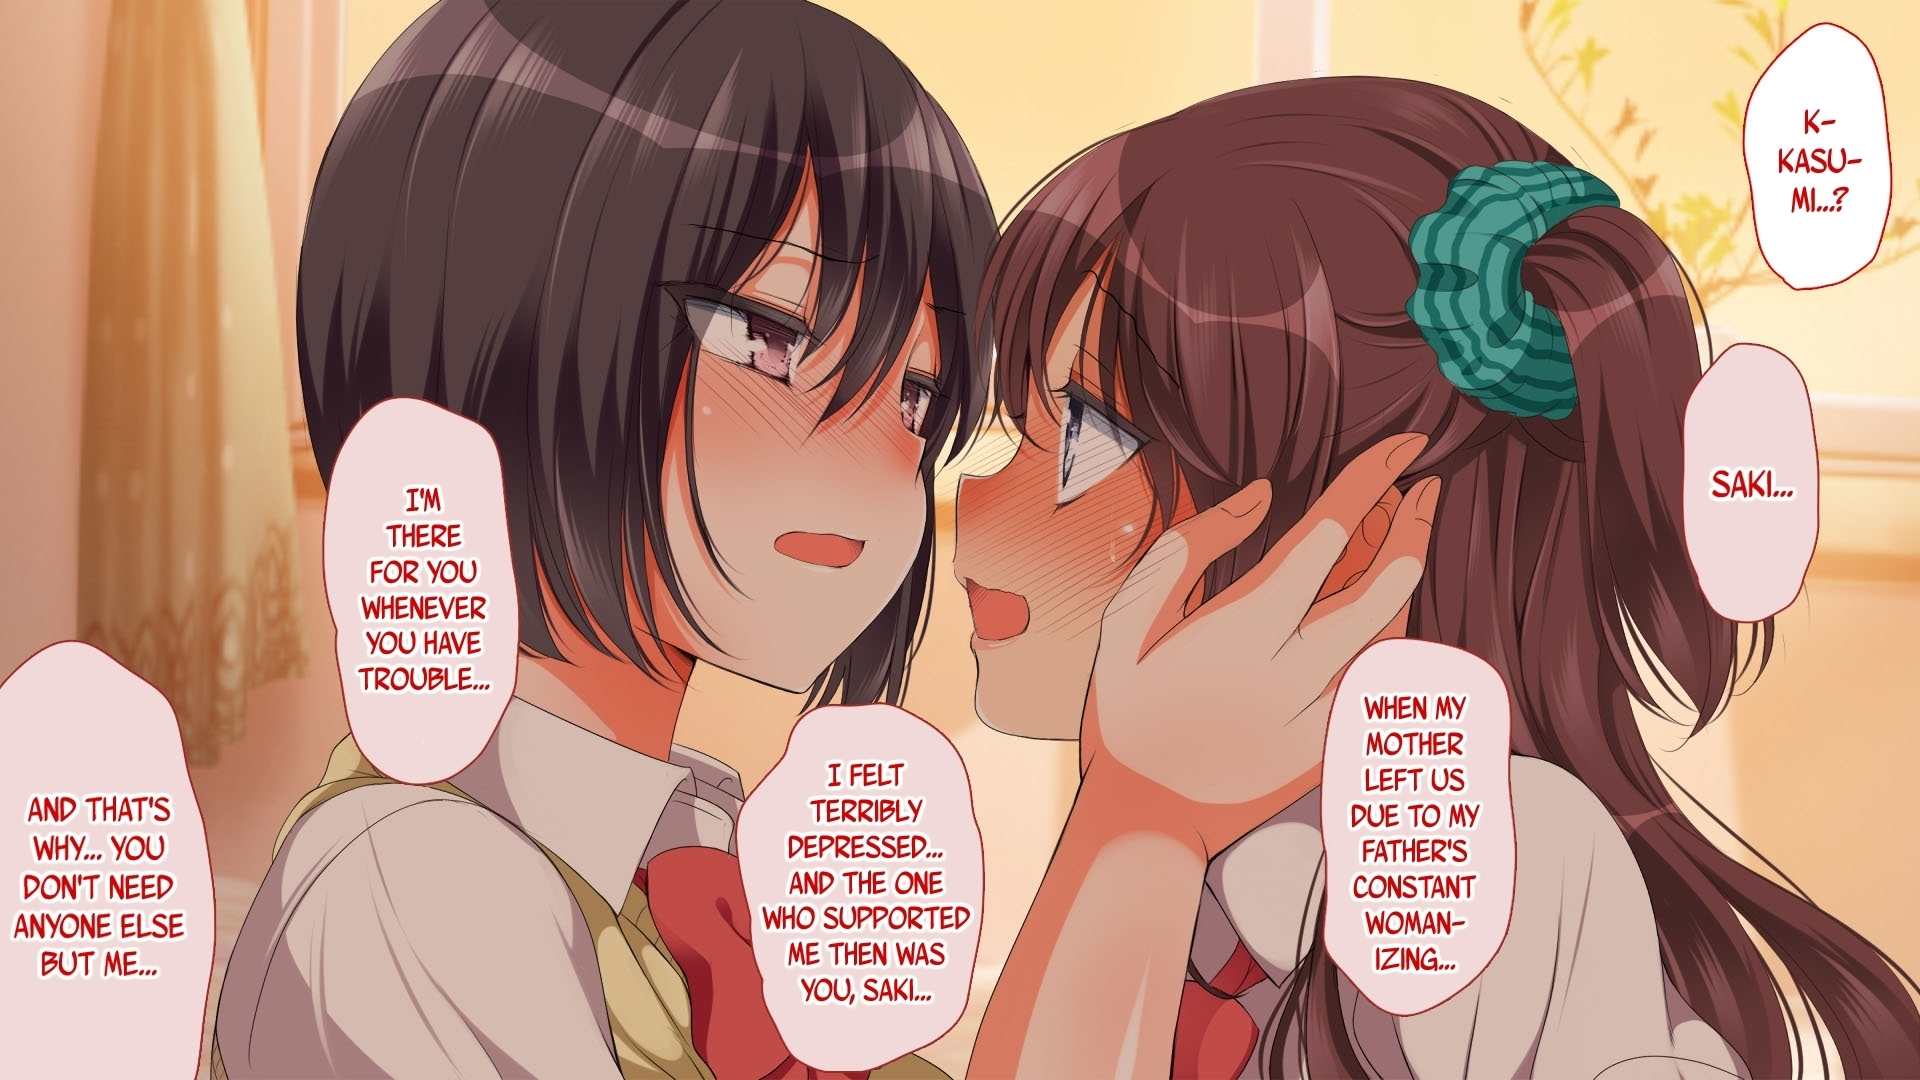 K-
KASU-
MI...?
SAKI...
WHEN MY
MOTHER
LEFT US
DUE TO MY
FATHER'S
CONSTANT
WOMAN-
IZING...
I FELT
TERRIBLY
DEPRESSED...
AND THE ONE
WHO SUPPORTED
ME THEN WAS
YOU, SAKI...
I'M
THERE
FOR YOU
WHENEVER
YOU HAVE
TROUBLE...
AND THAT'S
WHY... YOU
DON'T NEED
ANYONE ELSE
BUT ME...